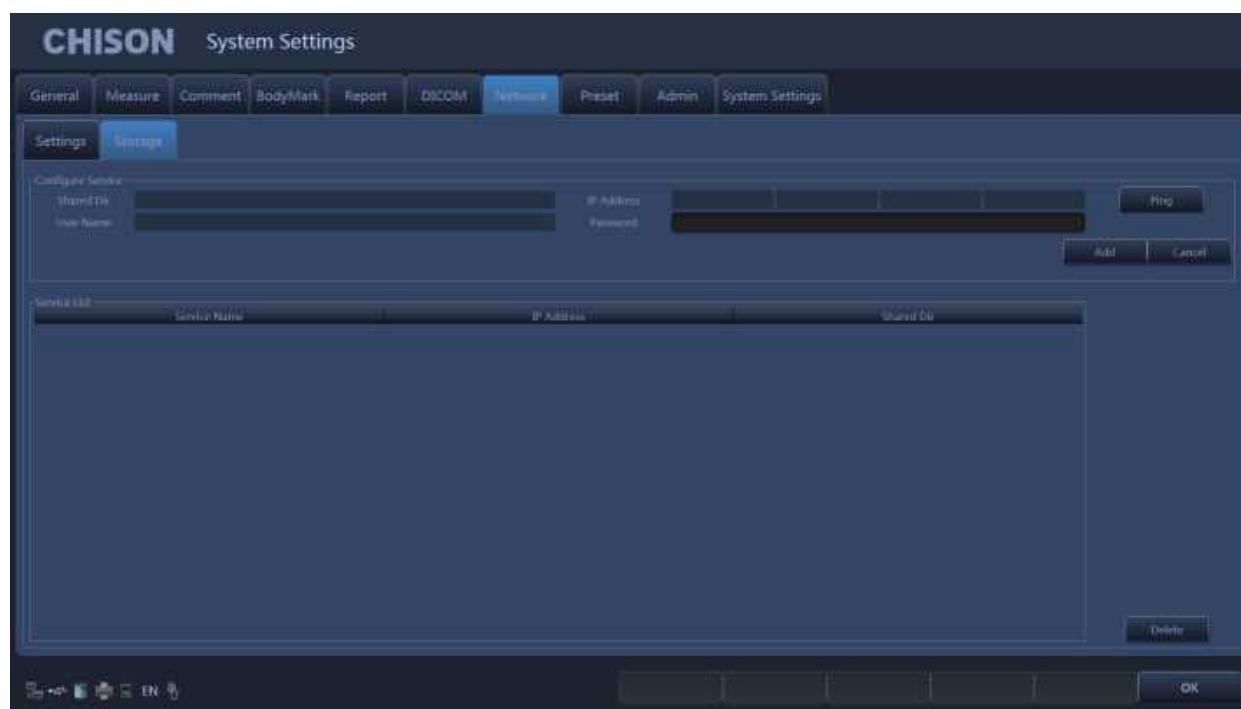 CHISON System Settings
General Measure Comment BodyMark Report DICOM Network Preset Admin System Settings
Settings Storage
Configure Service
Shared Dir IP Address Ping
User Name Password
Add Cancel
Service List
Service Name IP Address Shared Dir
Delete
EN OK